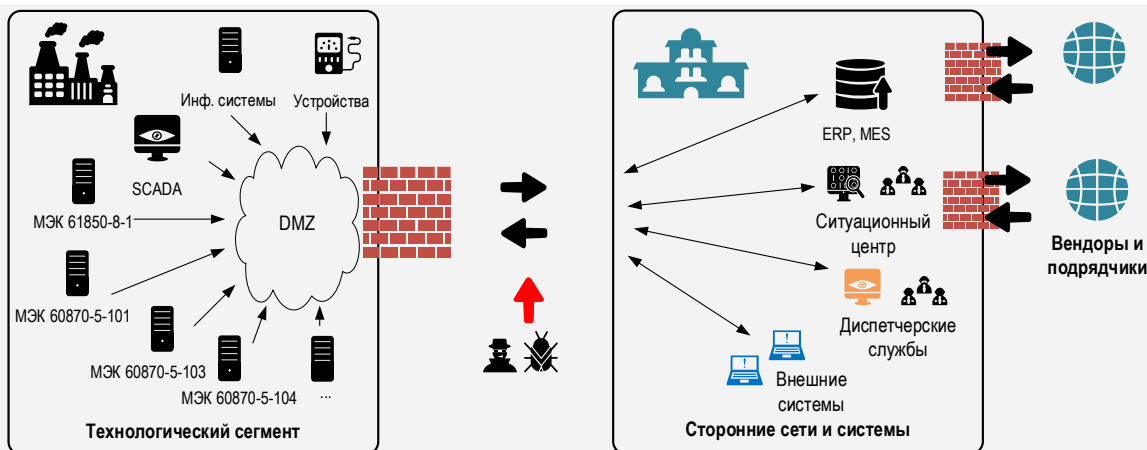 Инф. системы
Устройства
SCADA
МЭК 61850-8-1
DMZ
МЭК 60870-5-101
МЭК 60870-5-103
МЭК 60870-5-104
...
Технологический сегмент
ERP, MES
Ситуационный
центр
Диспетчерские
службы
Внешние
системы
Сторонние сети и системы
Вендоры и
подрядчики